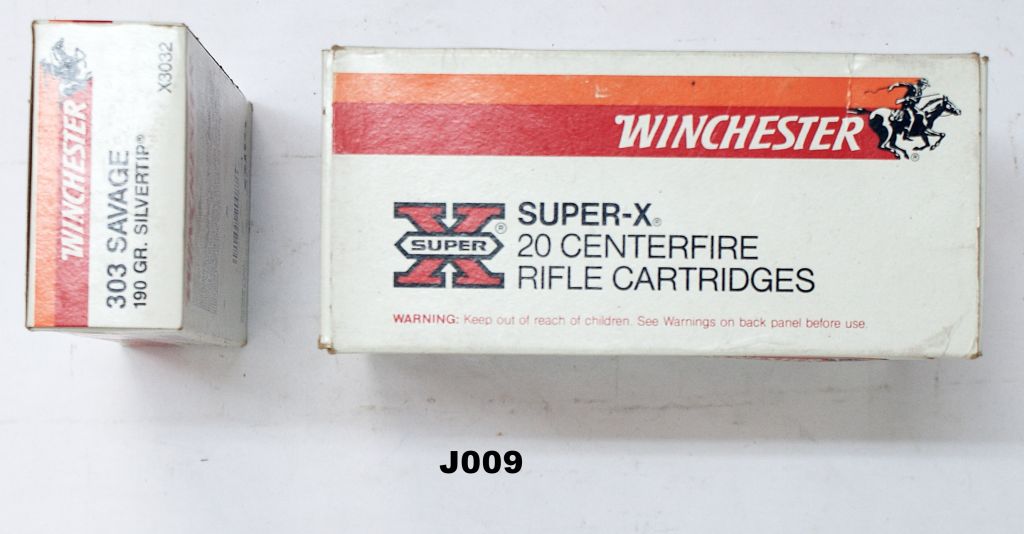 WINCHESTER
303 SAVAGE
190 GR. SILVERTIP®
X3032
WINCHESTER
®
X®
SUPER
SUPER-X®
20 CENTERFIRE
RIFLE CARTRIDGES
WARNING: Keep out of reach of children. See Warnings on back panel before use.
J009